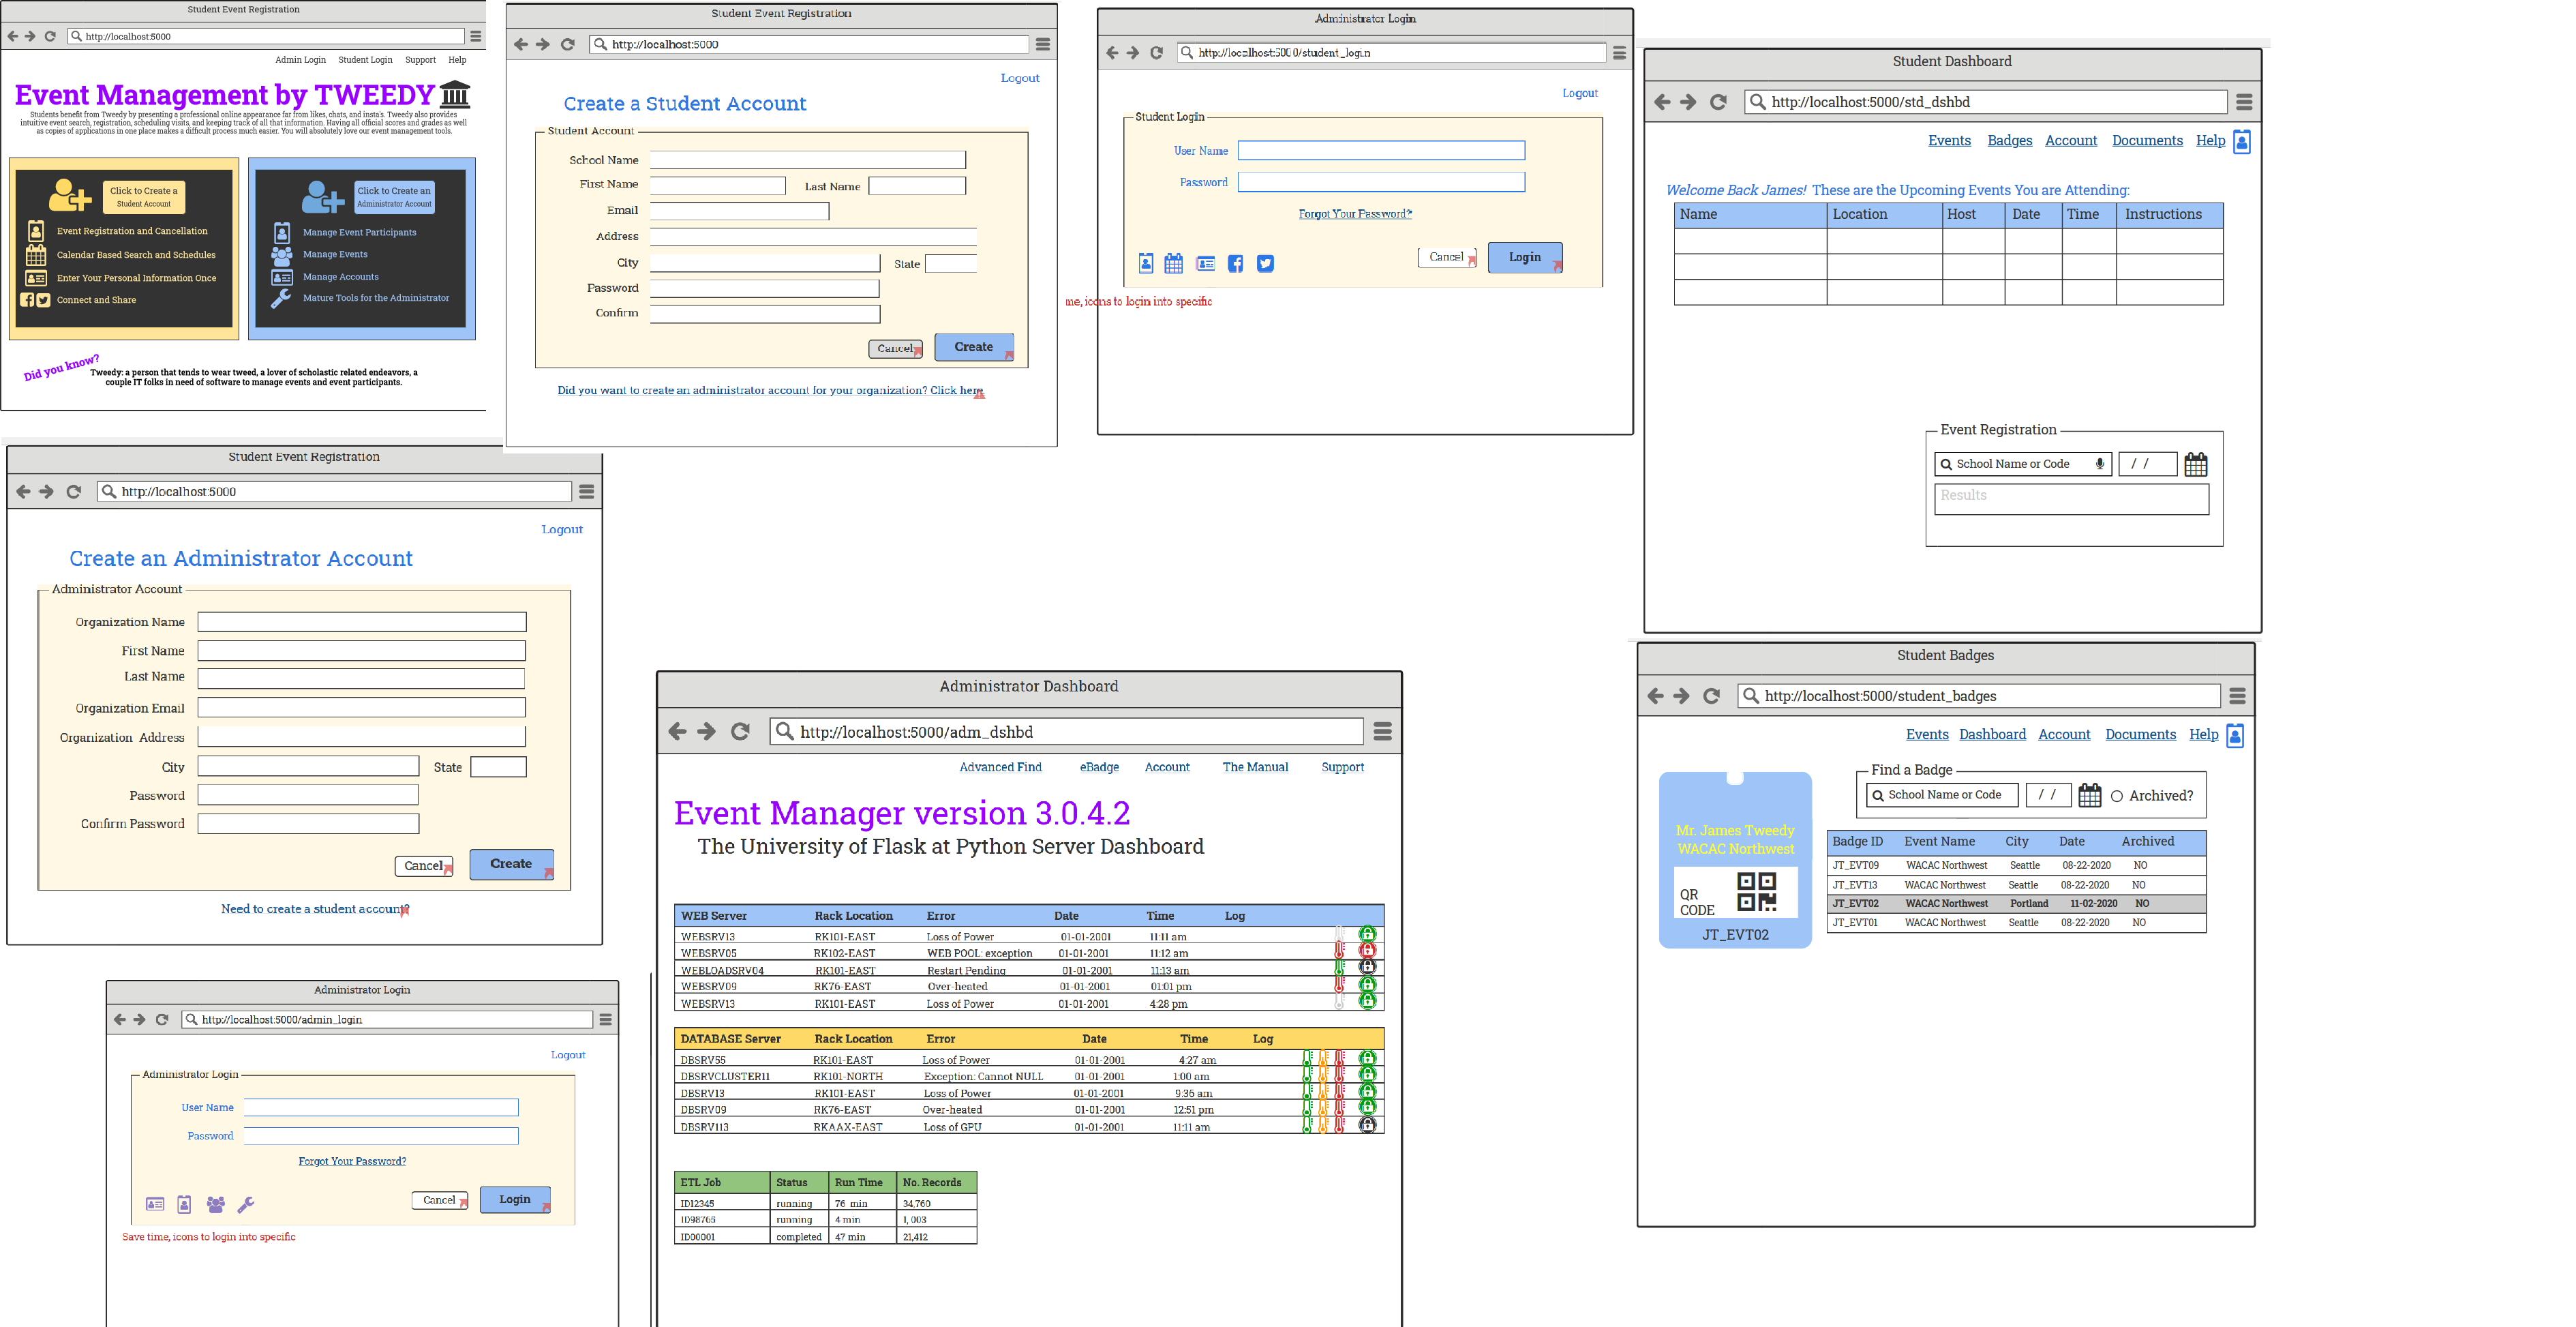 Student Event Registration
http://localhost:5000
Admin Login Student Login Support Help
Event Management by TWEEDY
Students benefit from Tweedy by presenting a professional online appearance far from likes, chats, and insta's. Tweedy also provides
intuitive event search, registration, scheduling visits, and keeping track of all that information. Having all official scores and grades as well
as copies of applications in one place makes a difficult process much easier. You will absolutely love our event management tools.
Click to Create a
Student Account
Event Registration and Cancellation
Calendar Based Search and Schedules
Enter Your Personal Information Once
Connect and Share
Click to Create an
Administrator Account
Manage Event Participants
Manage Events
Manage Accounts
Mature Tools for the Administrator
Did you know?
Tweedy: a person that tends to wear tweed, a lover of scholastic related endeavors, a
couple IT folks in need of software to manage events and event participants.
Student Event Registration
http://localhost:5000
Logout
Create a Student Account
Student Account
School Name
First Name Last Name
Email
Address
City State
Password
Confirm
Cancel Create
Did you want to create an administrator account for your organization? Click here
Administrator Login
http://localhost:5000/student_login
Logout
Student Login
User Name
Password
Forgot Your Password?
Cancel Login
me, icons to login into specific
Student Dashboard
http://localhost:5000/std_dshbd
Events Badges Account Documents Help
Welcome Back James! These are the Upcoming Events You are Attending:
Name Location Host Date Time Instructions
Event Registration
School Name or Code / /
Results
Student Event Registration
http://localhost:5000
Logout
Create an Administrator Account
Administrator Account
Organization Name
First Name
Last Name
Organization Email
Organization Address
City State
Password
Confirm Password
Cancel Create
Need to create a student account?
Administrator Login
http://localhost:5000/admin_login
Logout
Administrator Login
User Name
Password
Forgot Your Password?
Cancel Login
Save time, icons to login into specific
Administrator Dashboard
http://localhost:5000/adm_dshbd
Advanced Find eBadge Account The Manual Support
Event Manager version 3.0.4.2
The University of Flask at Python Server Dashboard
WEB Server Rack Location Error Date Time Log
WEBSRV13 RK101-EAST Loss of Power 01-01-2001 11:11 am
WEBSRV05 RK102-EAST WEB POOL: exception 01-01-2001 11:12 am
WEBLOADSRV04 RK101-EAST Restart Pending 01-01-2001 11:13 am
WEBSRV09 RK76-EAST Over-heated 01-01-2001 01:01 pm
WEBSRV13 RK101-EAST Loss of Power 01-01-2001 4:28 pm
DATABASE Server Rack Location Error Date Time Log
DBSRV55 RK101-EAST Loss of Power 01-01-2001 4:27 am
DBSRVCLUSTER11 RK101-NORTH Exception: Cannot NULL 01-01-2001 1:00 am
DBSRV13 RK101-EAST Loss of Power 01-01-2001 9:36 am
DBSRV09 RK76-EAST Over-heated 01-01-2001 12:51 pm
DBSRV113 RKAAX-EAST Loss of GPU 01-01-2001 11:11 am
ETL Job Status Run Time No. Records
ID12345 running 76 min 34,760
ID98765 running 4 min 1, 003
ID00001 completed 47 min 21,412
Student Badges
http://localhost:5000/student_badges
Events Dashboard Account Documents Help
Mr. James Tweedy
WACAC Northwest
QR
CODE
JT_EVT02
Find a Badge
School Name or Code / / Archived?
Badge ID Event Name City Date Archived
JT_EVT09 WACAC Northwest Seattle 08-22-2020 NO
JT_EVT13 WACAC Northwest Seattle 08-22-2020 NO
JT_EVT02 WACAC Northwest Portland 11-02-2020 NO
JT_EVT01 WACAC Northwest Seattle 08-22-2020 NO